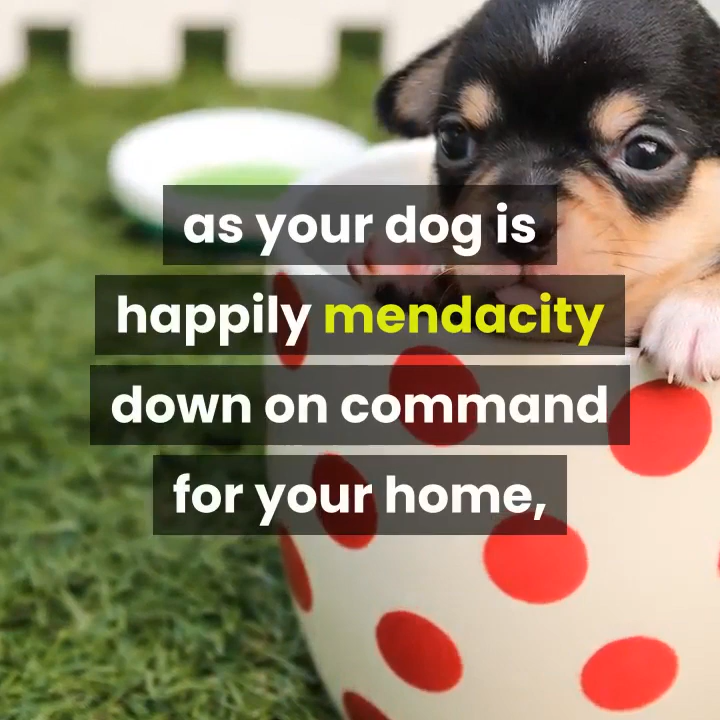 as your dog is
happily mendacity
down on command
for your home,